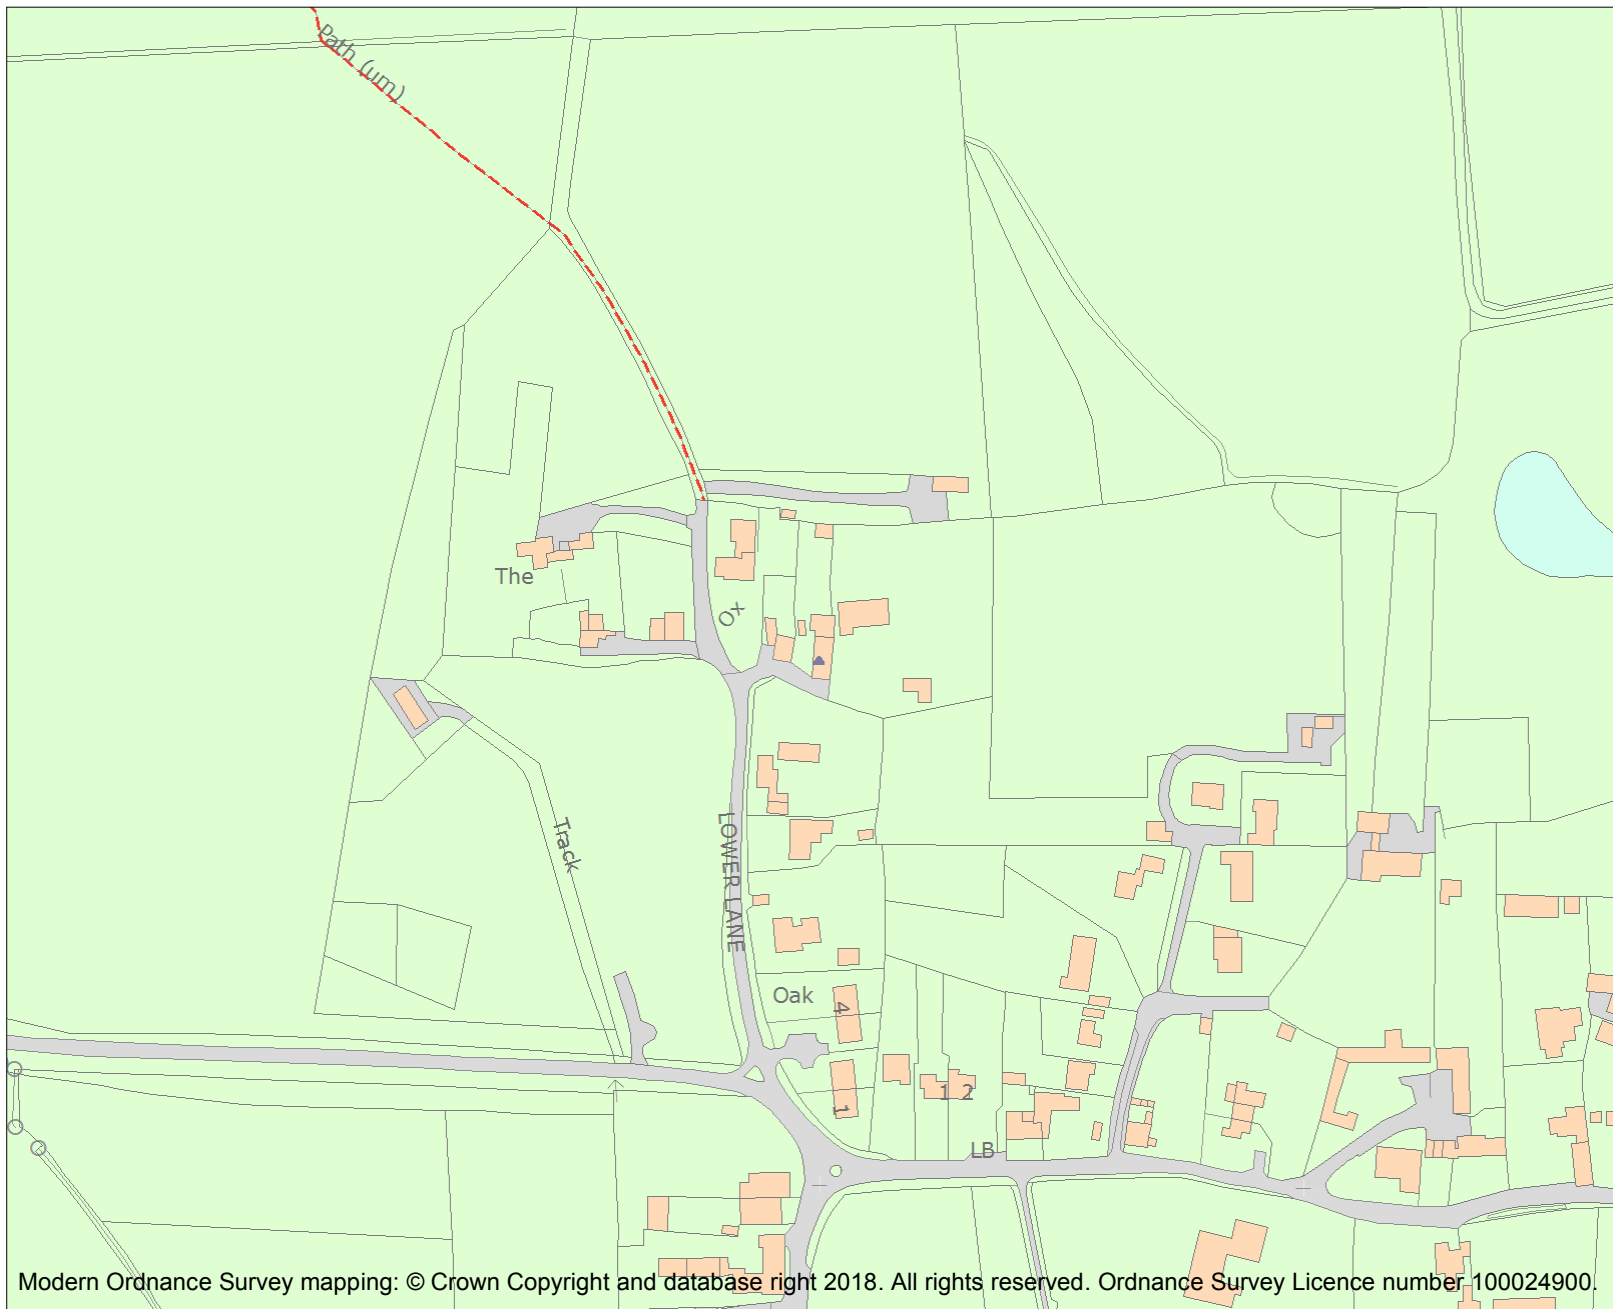 Path (um)
The
Ox
Track
LOWER LANE
Oak
4
1
1 2
LB
Modern Ordnance Survey mapping: © Crown Copyright and database right 2018. All rights reserved. Ordnance Survey Licence number 100024900.